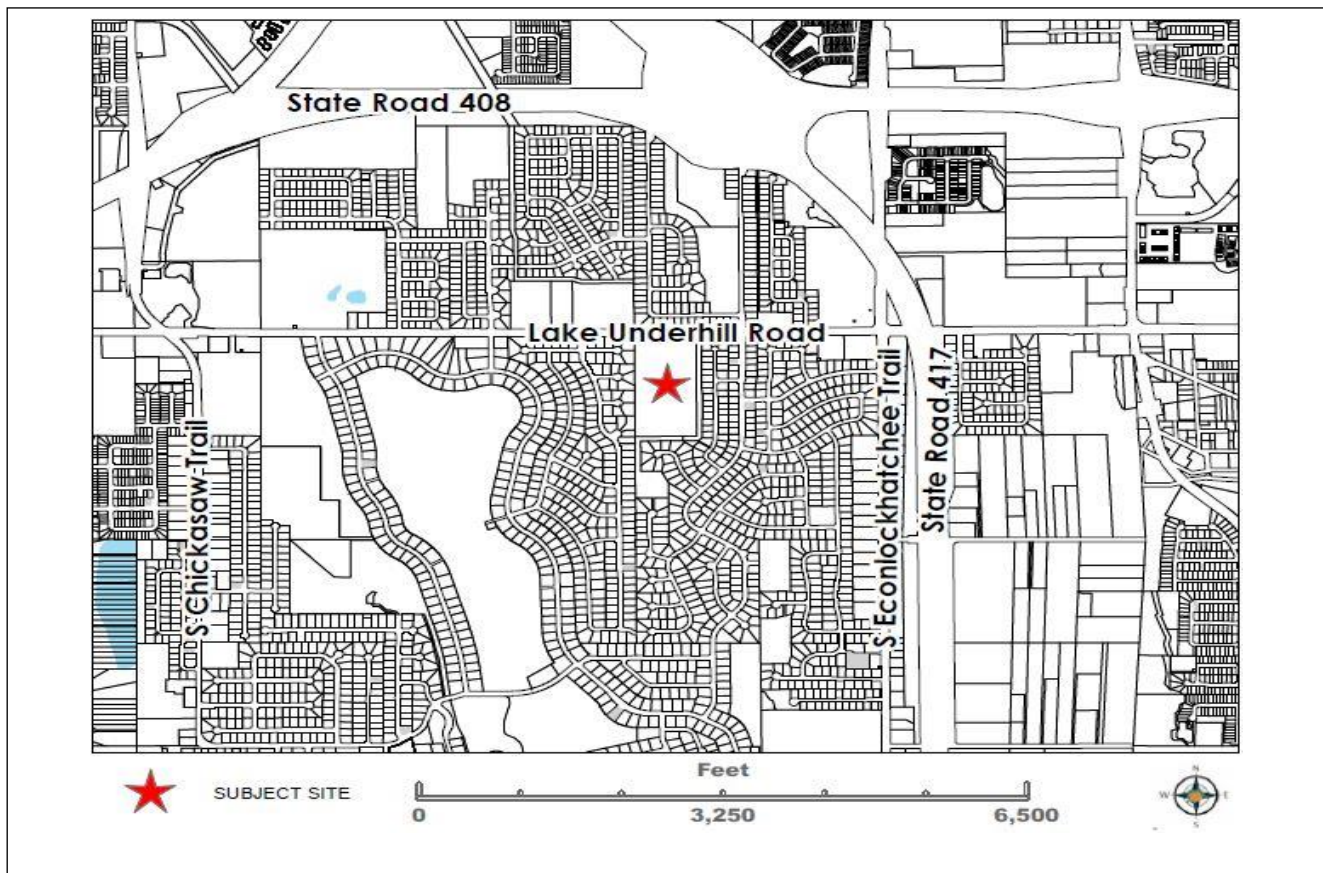 State Road 408
Lake Underhill Road
S Chickasaw Trail
S Econlockhatchee Trail
State Road 417
SUBJECT SITE
Feet
0 3,250 6,500
N
W E
S